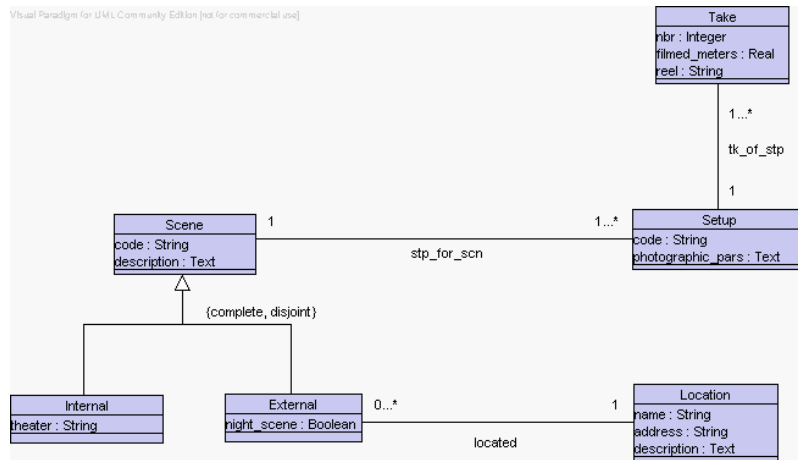 Visual Paradigm for UML Community Edition [not for commercial use]
Take
nbr : Integer
filmed_meters : Real
reel : String
1...*
tk_of_stp
1
Scene
code : String
description : Text
1
1...*
stp_for_scn
Setup
code : String
photographic_pars : Text
{complete, disjoint}
Internal
theater : String
External
night_scene : Boolean
0...*
1
located
Location
name : String
address : String
description : Text